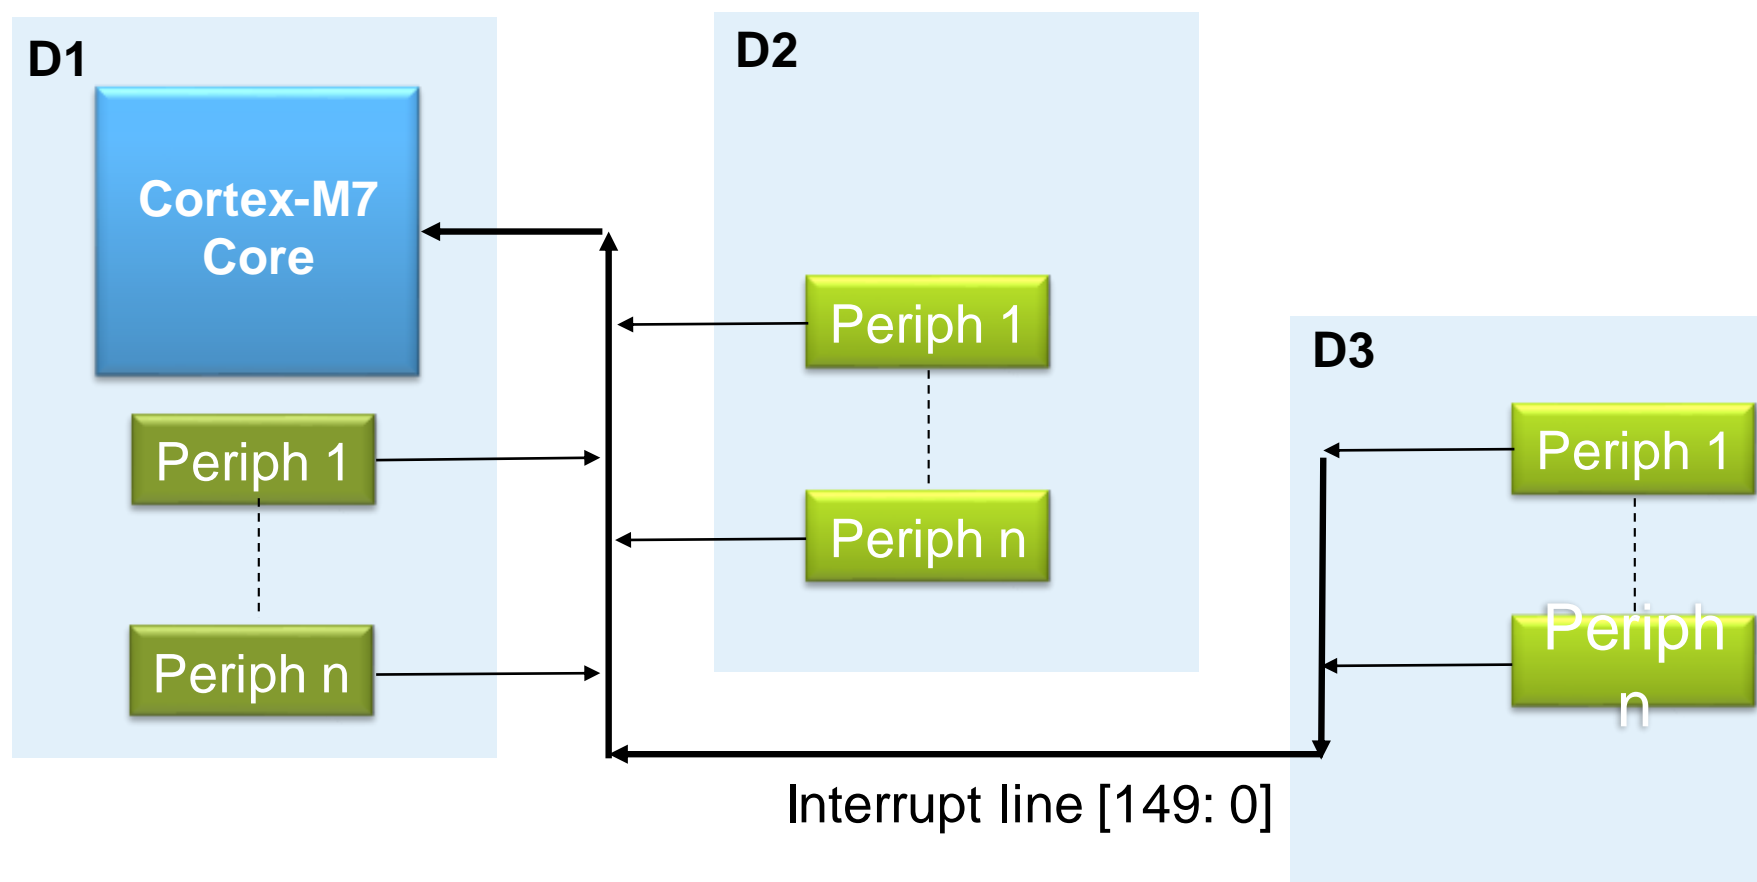 D1
Cortex-M7
Core
Periph 1
Periph n
D2
Periph 1
Periph n
D3
Periph 1
Periph
n
Interrupt line [149: 0]